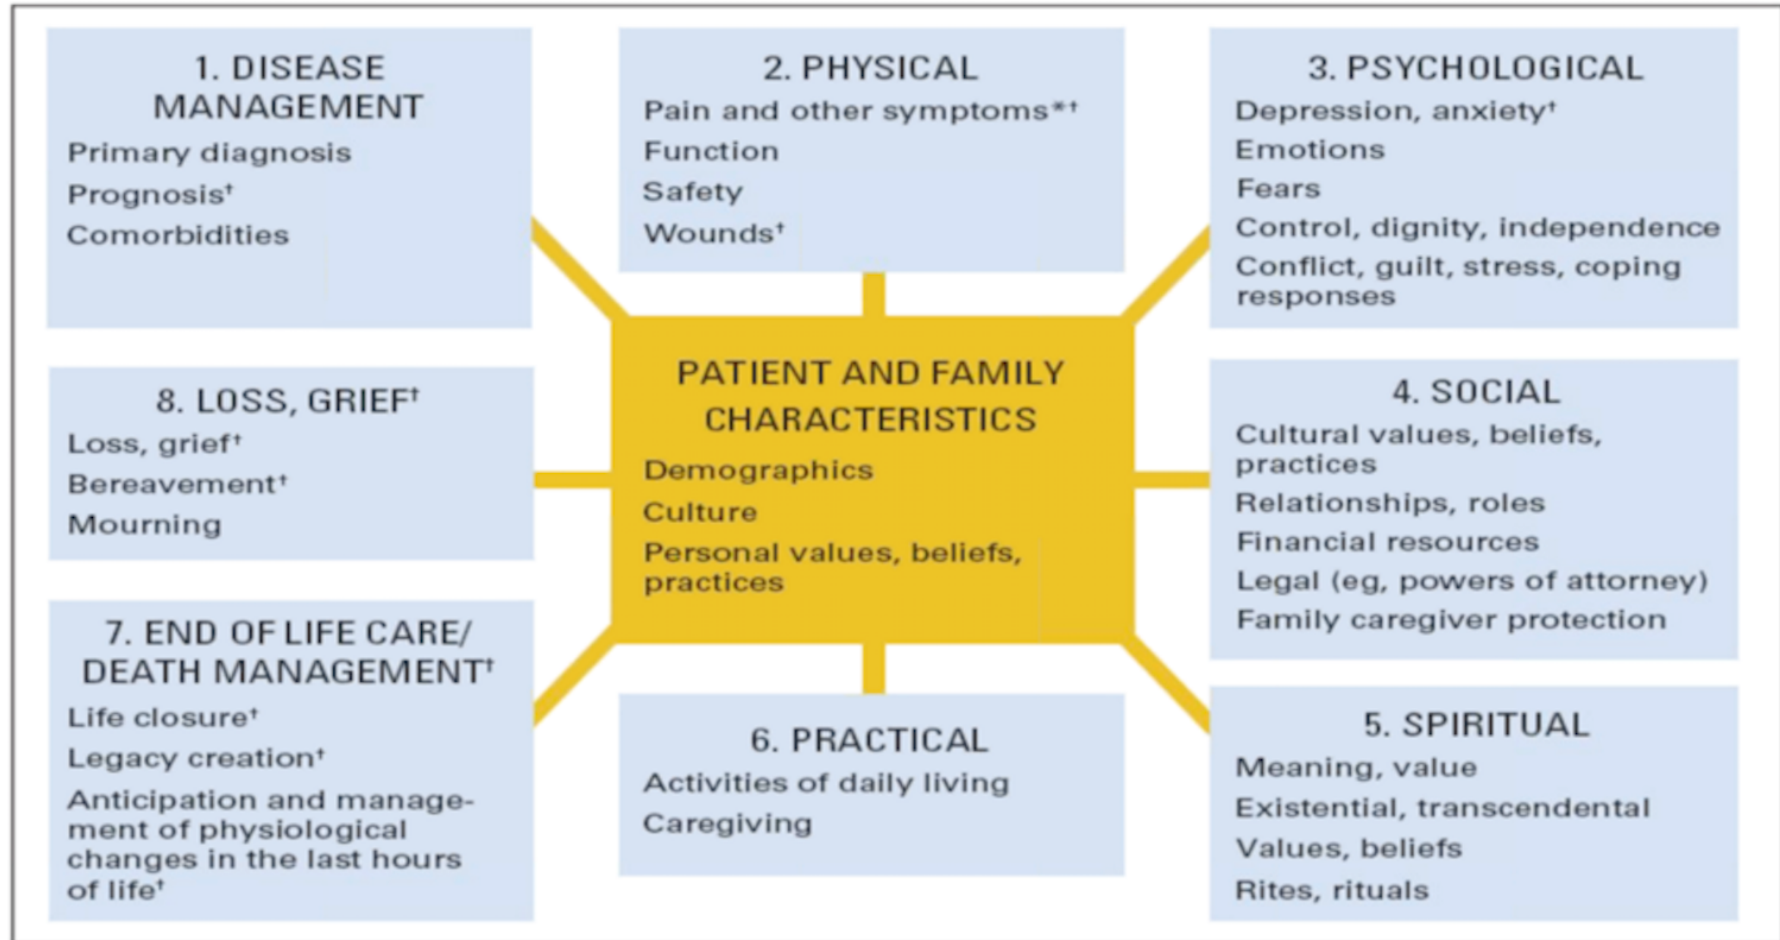 1. DISEASE
MANAGEMENT
Primary diagnosis
Prognosis†
Comorbidities
2. PHYSICAL
Pain and other symptoms*†
Function
Safety
Wounds†
3. PSYCHOLOGICAL
Depression, anxiety†
Emotions
Fears
Control, dignity, independence
Conflict, guilt, stress, coping
responses
8. LOSS, GRIEF†
Loss, grief†
Bereavement†
Mourning
PATIENT AND FAMILY
CHARACTERISTICS
Demographics
Culture
Personal values, beliefs,
practices
4. SOCIAL
Cultural values, beliefs,
practices
Relationships, roles
Financial resources
Legal (eg, powers of attorney)
Family caregiver protection
7. END OF LIFE CARE/
DEATH MANAGEMENT†
Life closure†
Legacy creation†
Anticipation and manage-
ment of physiological
changes in the last hours
of life†
6. PRACTICAL
Activities of daily living
Caregiving
5. SPIRITUAL
Meaning, value
Existential, transcendental
Values, beliefs
Rites, rituals